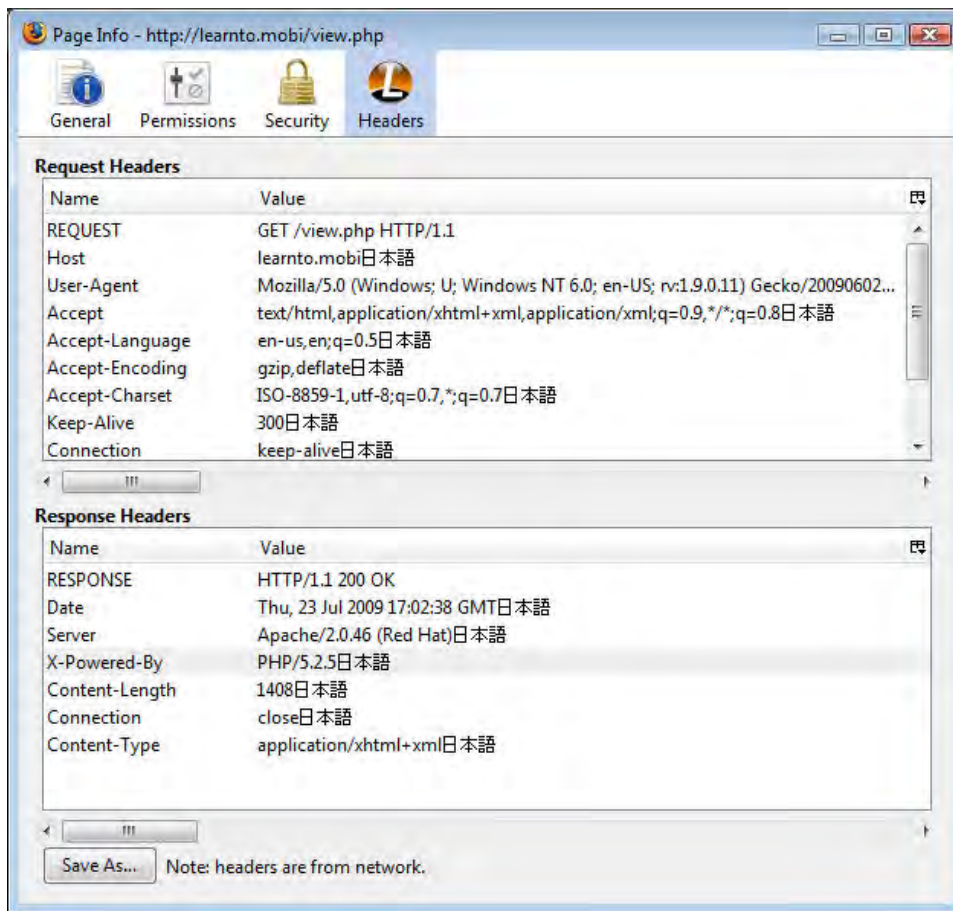 Page Info - http://learnto.mobi/view.php
General Permissions Security Headers
Request Headers
Name Value
REQUEST GET /view.php HTTP/1.1
Host learnto.mobi日本語
User-Agent Mozilla/5.0 (Windows; U; Windows NT 6.0; en-US; rv:1.9.0.11) Gecko/20090602...
Accept text/html,application/xhtml+xml,application/xml;q=0.9,*/*;q=0.8日本語
Accept-Language en-us,en;q=0.5日本語
Accept-Encoding gzip,deflate日本語
Accept-Charset ISO-8859-1,utf-8;q=0.7,*;q=0.7日本語
Keep-Alive 300日本語
Connection keep-alive日本語
Response Headers
Name Value
RESPONSE HTTP/1.1 200 OK
Date Thu, 23 Jul 2009 17:02:38 GMT日本語
Server Apache/2.0.46 (Red Hat)日本語
X-Powered-By PHP/5.2.5日本語
Content-Length 1408日本語
Connection close日本語
Content-Type application/xhtml+xml日本語
Save As... Note: headers are from network.